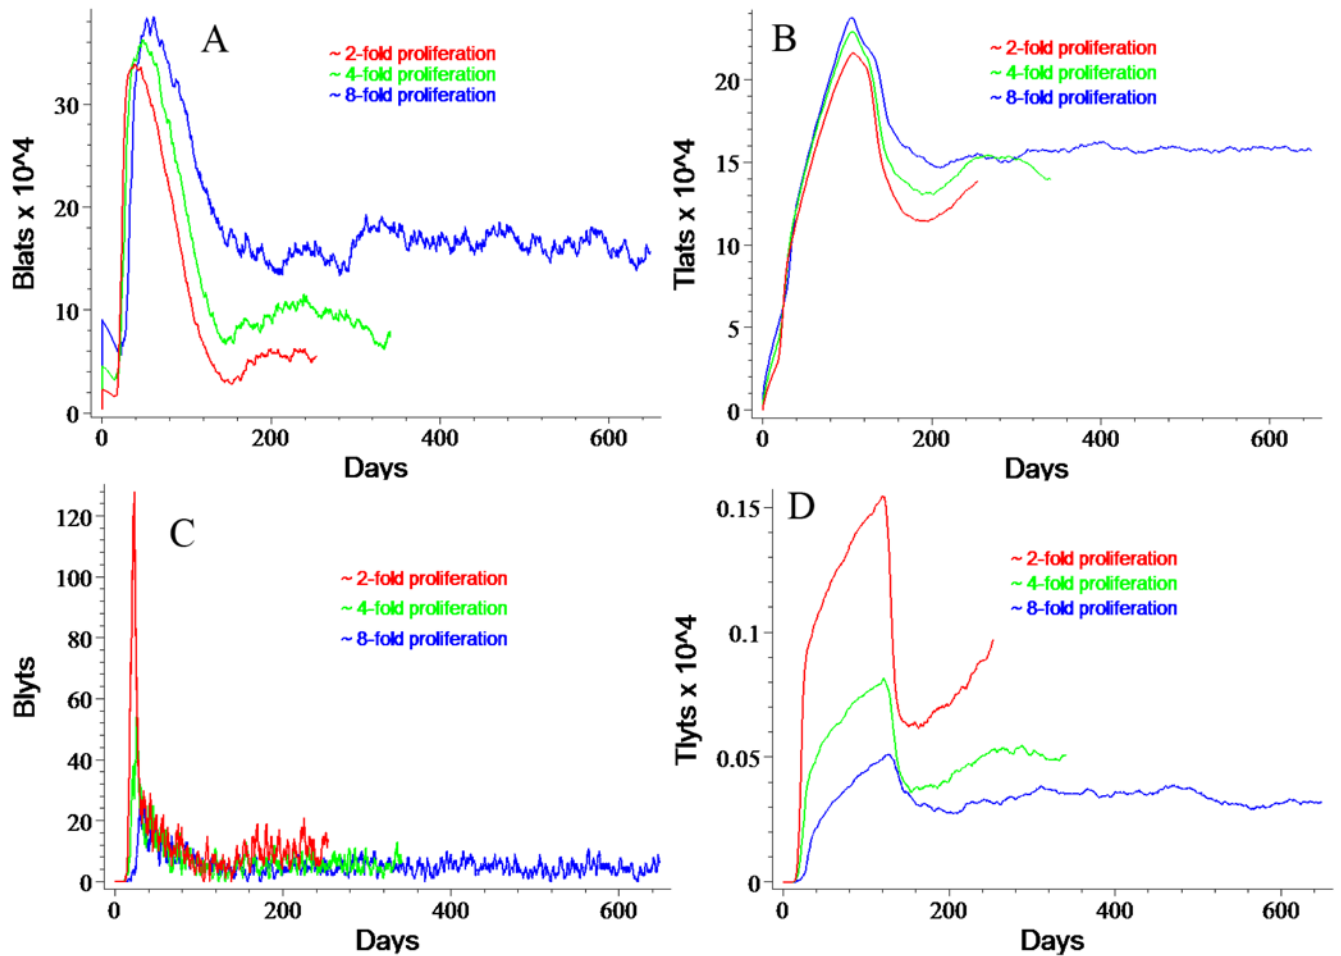 A
~ 2-fold proliferation
~ 4-fold proliferation
~ 8-fold proliferation
Blats x 10^4
30
20
10
0
0
200
400
600
Days
B
~ 2-fold proliferation
~ 4-fold proliferation
~ 8-fold proliferation
Tlats x 10^4
20
15
10
5
0
0
200
400
600
Days
C
~ 2-fold proliferation
~ 4-fold proliferation
~ 8-fold proliferation
Blyts
120
100
80
60
40
20
0
0
200
400
600
Days
D
~ 2-fold proliferation
~ 4-fold proliferation
~ 8-fold proliferation
Tlyts x 10^4
0.15
0.1
0.05
0
0
200
400
600
Days